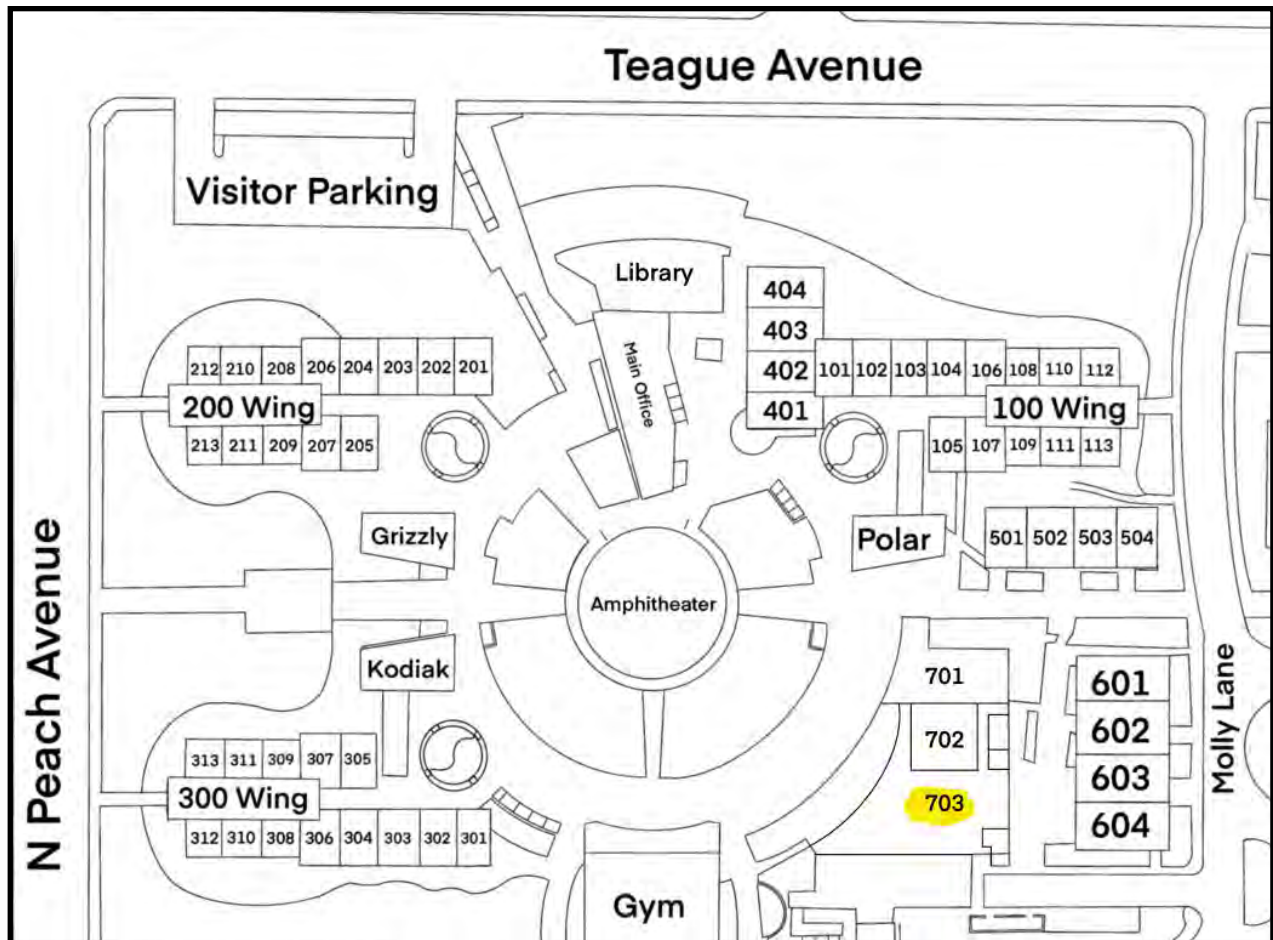 Teague Avenue
Visitor Parking
Library
Main Office
404
403
402
401
212 210 208 206 204 203 202 201
200 Wing
213 211 209 207 205
101 102 103 104 106 108 110 112
100 Wing
105 107 109 111 113
Grizzly
Polar
501 502 503 504
Amphitheater
N Peach Avenue
Kodiak
701
702
703
601
602
603
604
Molly Lane
313 311 309 307 305
300 Wing
312 310 308 306 304 303 302 301
Gym